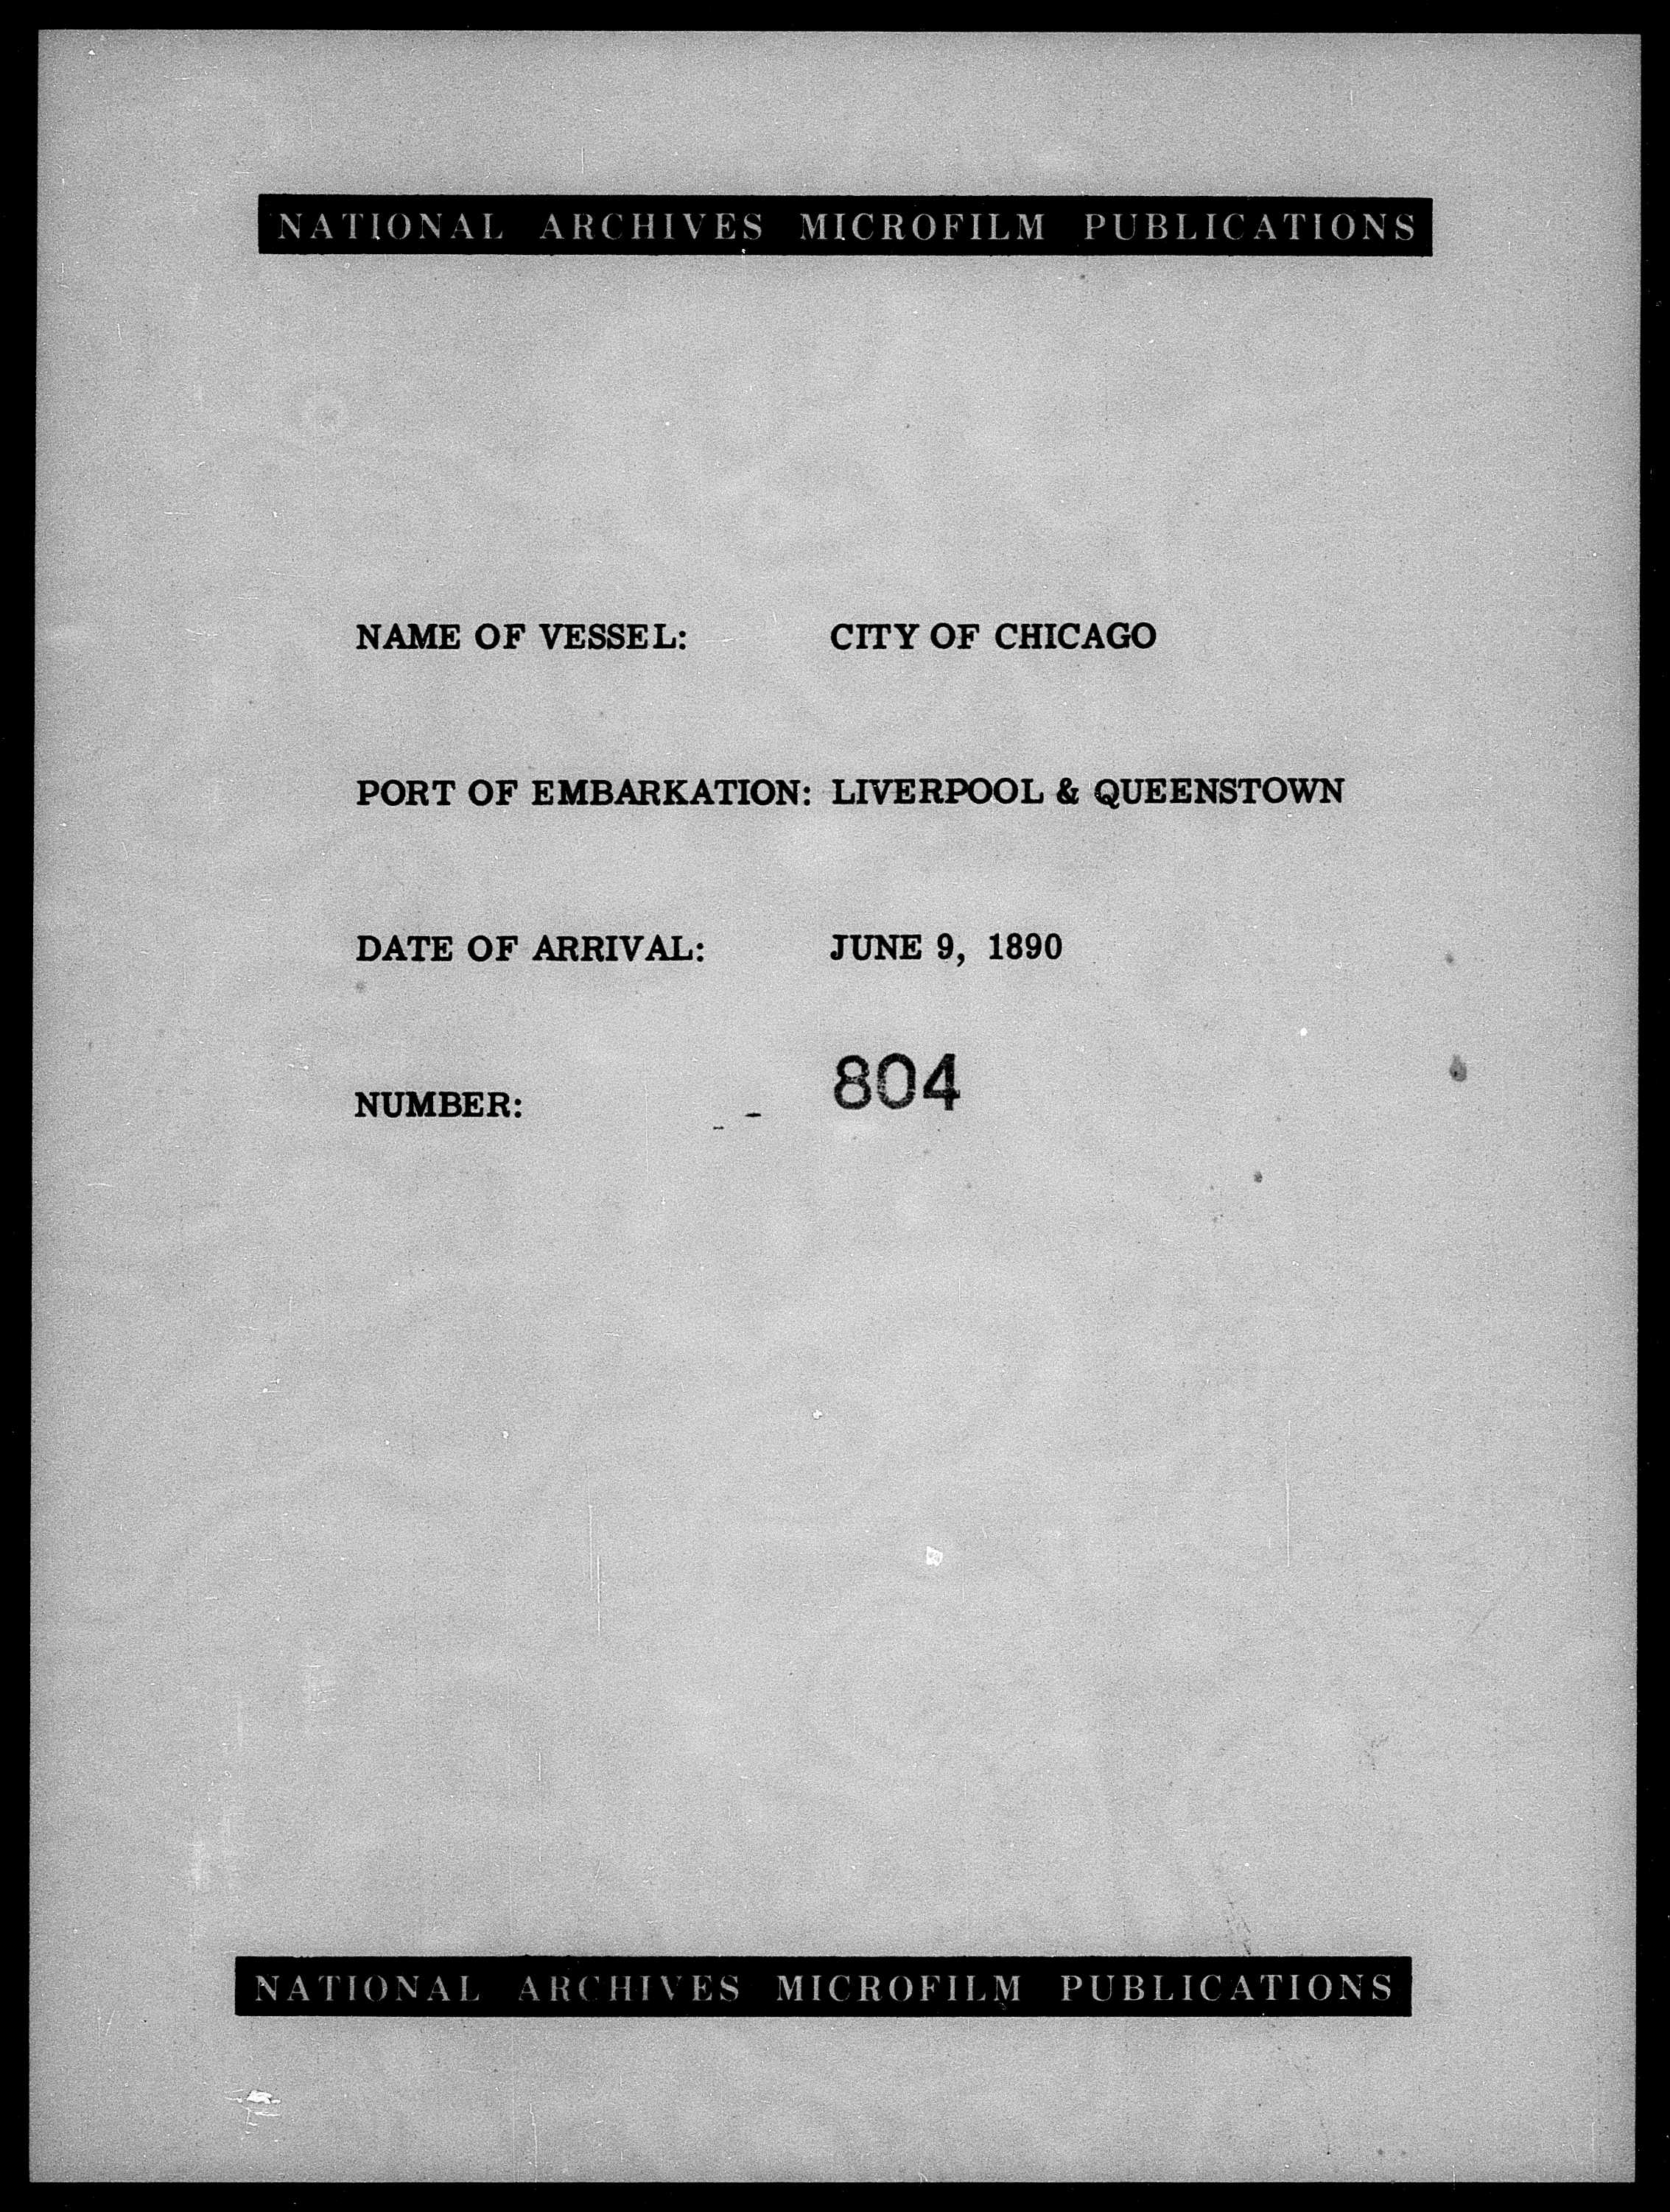 NATIONAL ARCHIVES MICROFILM PUBLICATIONS
NAME OF VESSEL: CITY OF CHICAGO
PORT OF EMBARKATION: LIVERPOOL & QUEENSTOWN
DATE OF ARRIVAL: JUNE 9, 1890
NUMBER: 804
NATIONAL ARCHIVES MICROFILM PUBLICATIONS